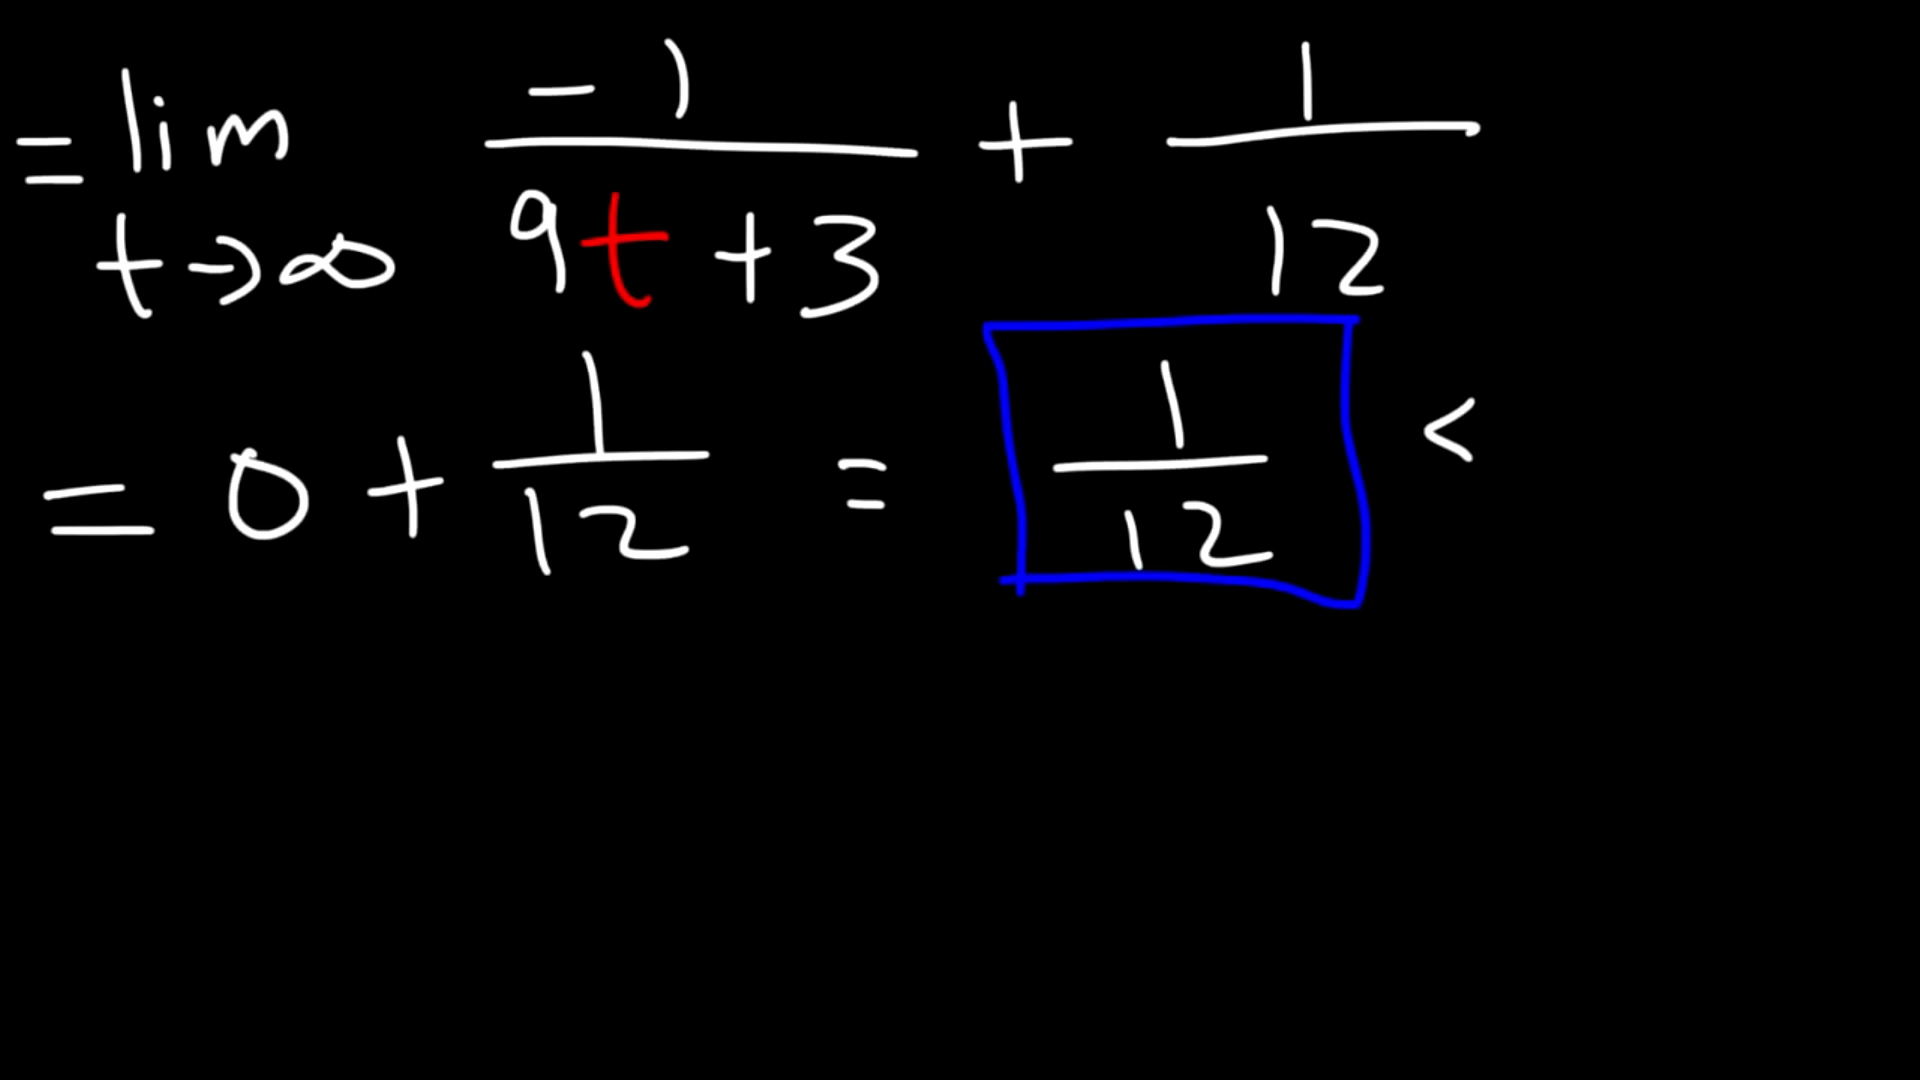 = lim t→∞ -1/(9t + 3) + 1/12
= 0 + 1/12 = 1/12 <